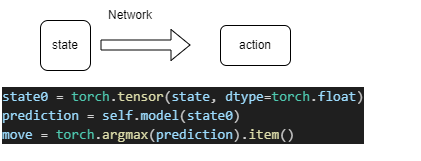 Network
state
action
state0 = torch.tensor(state, dtype=torch.float)
prediction = self.model(state0)
move = torch.argmax(prediction).item()